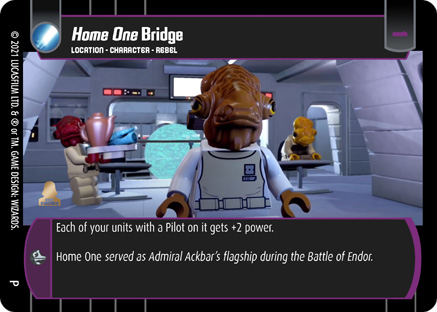 Home One Bridge
LOCATION • CHARACTER • REBEL
Each of your units with a Pilot on it gets +2 power.
Home One served as Admiral Ackbar's flagship during the Battle of Endor.
© 2021 LUCASFILM LTD. & ® or TM. GAME DESIGN: WIZARDS.
P